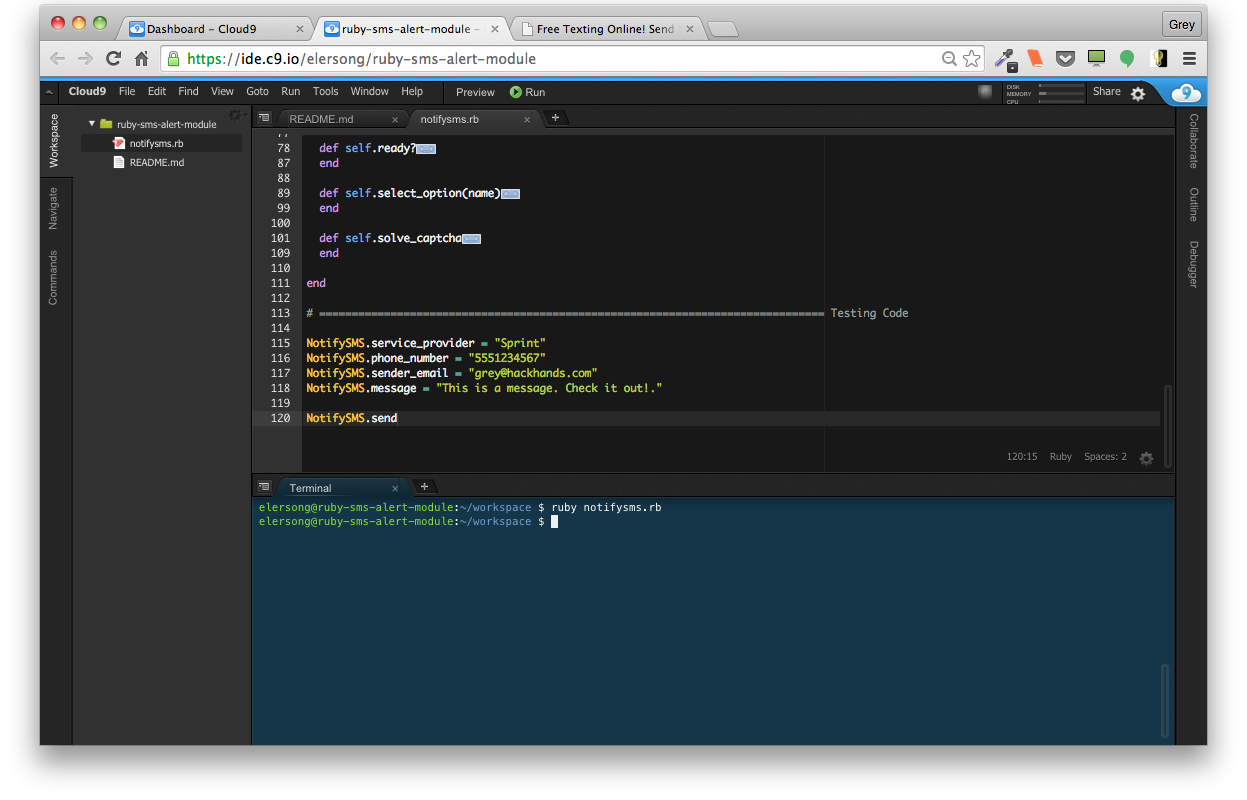 Dashboard - Cloud9
ruby-sms-alert-module -
Free Texting Online! Send
Grey
https://ide.c9.io/elersong/ruby-sms-alert-module
Cloud9 File Edit Find View Goto Run Tools Window Help Preview Run
DISK
MEMORY
CPU
Share
Workspace
Navigate
Commands
ruby-sms-alert-module
notifysms.rb
README.md
README.md
notifysms.rb
77
78 def self.ready?
87 end
88
89 def self.select_option(name)
99 end
100
101 def self.solve_captcha
109 end
110
111 end
112
113 # ============================================================================== Testing Code
114
115 NotifySMS.service_provider = "Sprint"
116 NotifySMS.phone_number = "5551234567"
117 NotifySMS.sender_email = "grey@hackhands.com"
118 NotifySMS.message = "This is a message. Check it out!."
119
120 NotifySMS.send
120:15 Ruby Spaces: 2
Collaborate
Outline
Debugger
Terminal
elersong@ruby-sms-alert-module:~/workspace $ ruby notifysms.rb
elersong@ruby-sms-alert-module:~/workspace $